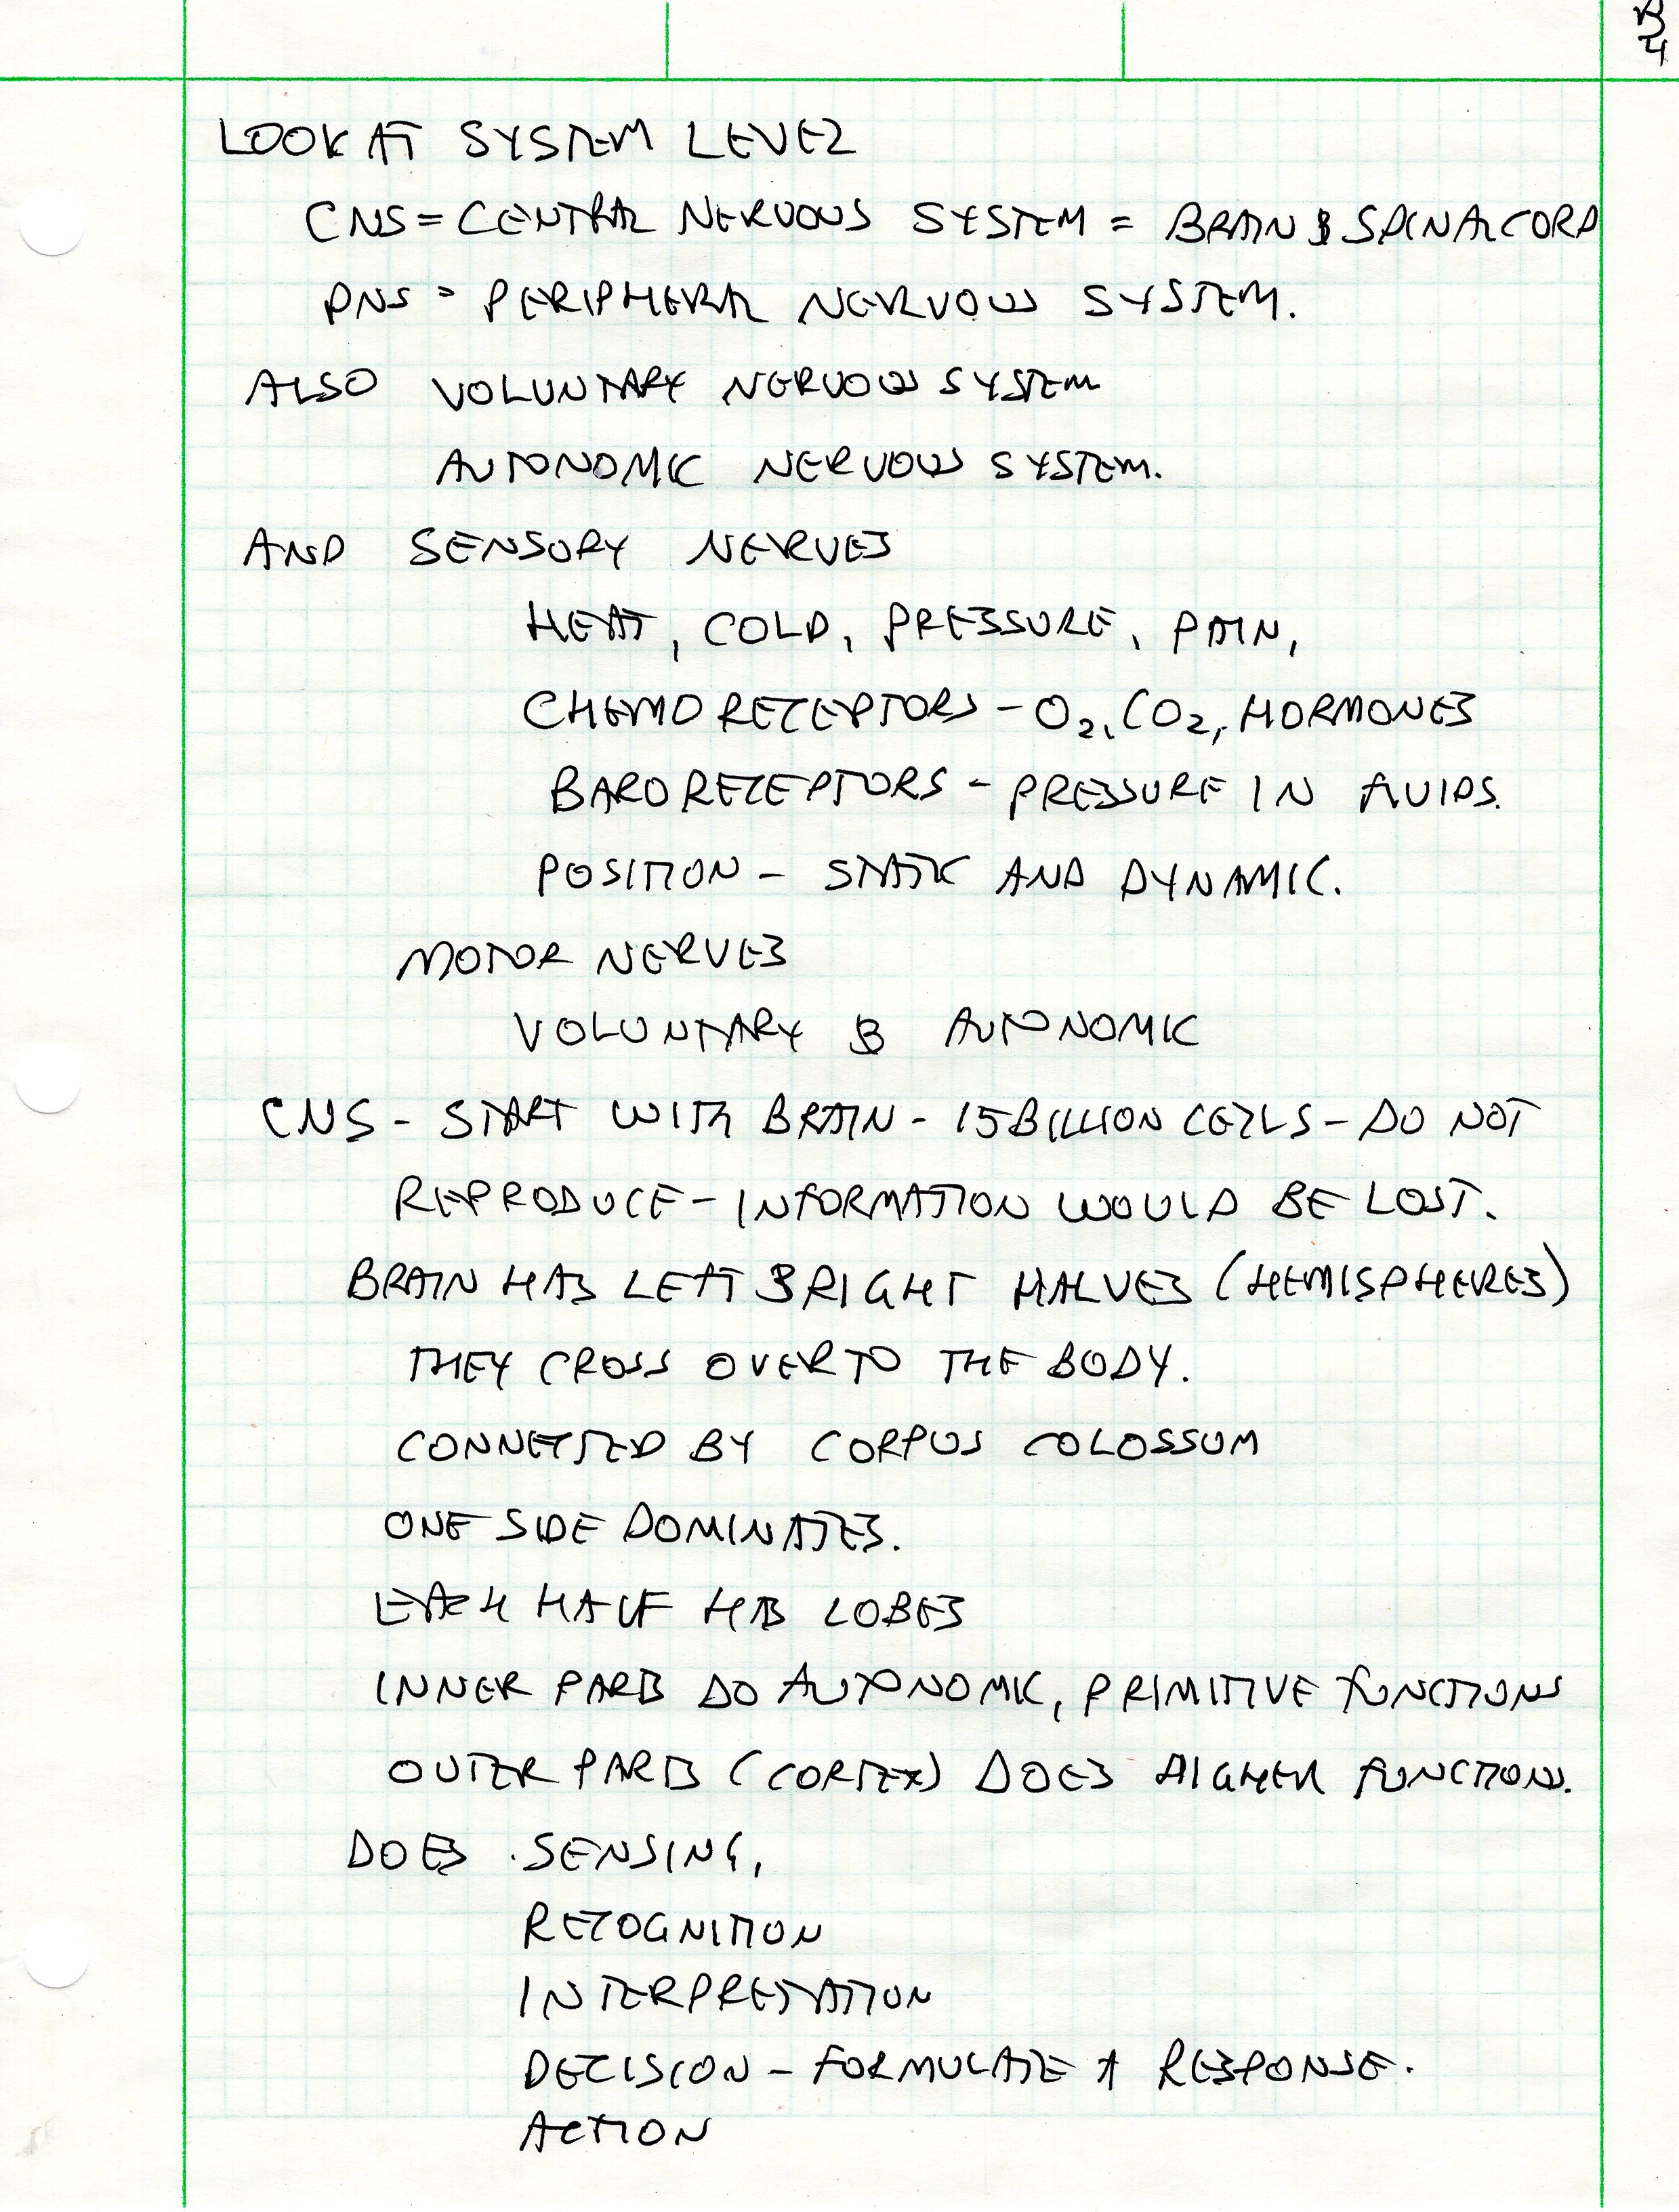 LOOK AT SYSTEM LEVEL
CNS = CENTRAL NERVOUS SYSTEM = BRAIN & SPINAL CORD
PNS = PERIPHERAL NERVOUS SYSTEM.
ALSO VOLUNTARY NERVOUS SYSTEM
AUTONOMIC NERVOUS SYSTEM.
AND SENSORY NERVES
HEAT, COLD, PRESSURE, PAIN,
CHEMORECEPTORS - O₂, CO₂, HORMONES
BARORECEPTORS - PRESSURE IN FLUIDS.
POSITION - STATIC AND DYNAMIC.
MOTOR NERVES
VOLUNTARY & AUTONOMIC
CNS - START WITH BRAIN - 15 BILLION CELLS - DO NOT
REPRODUCE - INFORMATION WOULD BE LOST.
BRAIN HAS LEFT & RIGHT HALVES (HEMISPHERES)
THEY CROSS OVER TO THE BODY.
CONNECTED BY CORPUS COLOSSUM
ONE SIDE DOMINATES.
EACH HALF HAS LOBES
INNER PARTS DO AUTONOMIC, PRIMITIVE FUNCTIONS
OUTER PARTS (CORTEX) DOES HIGHER FUNCTIONS.
DOES SENSING,
RECOGNITION
INTERPRETATION
DECISION - FORMULATE A RESPONSE.
ACTION